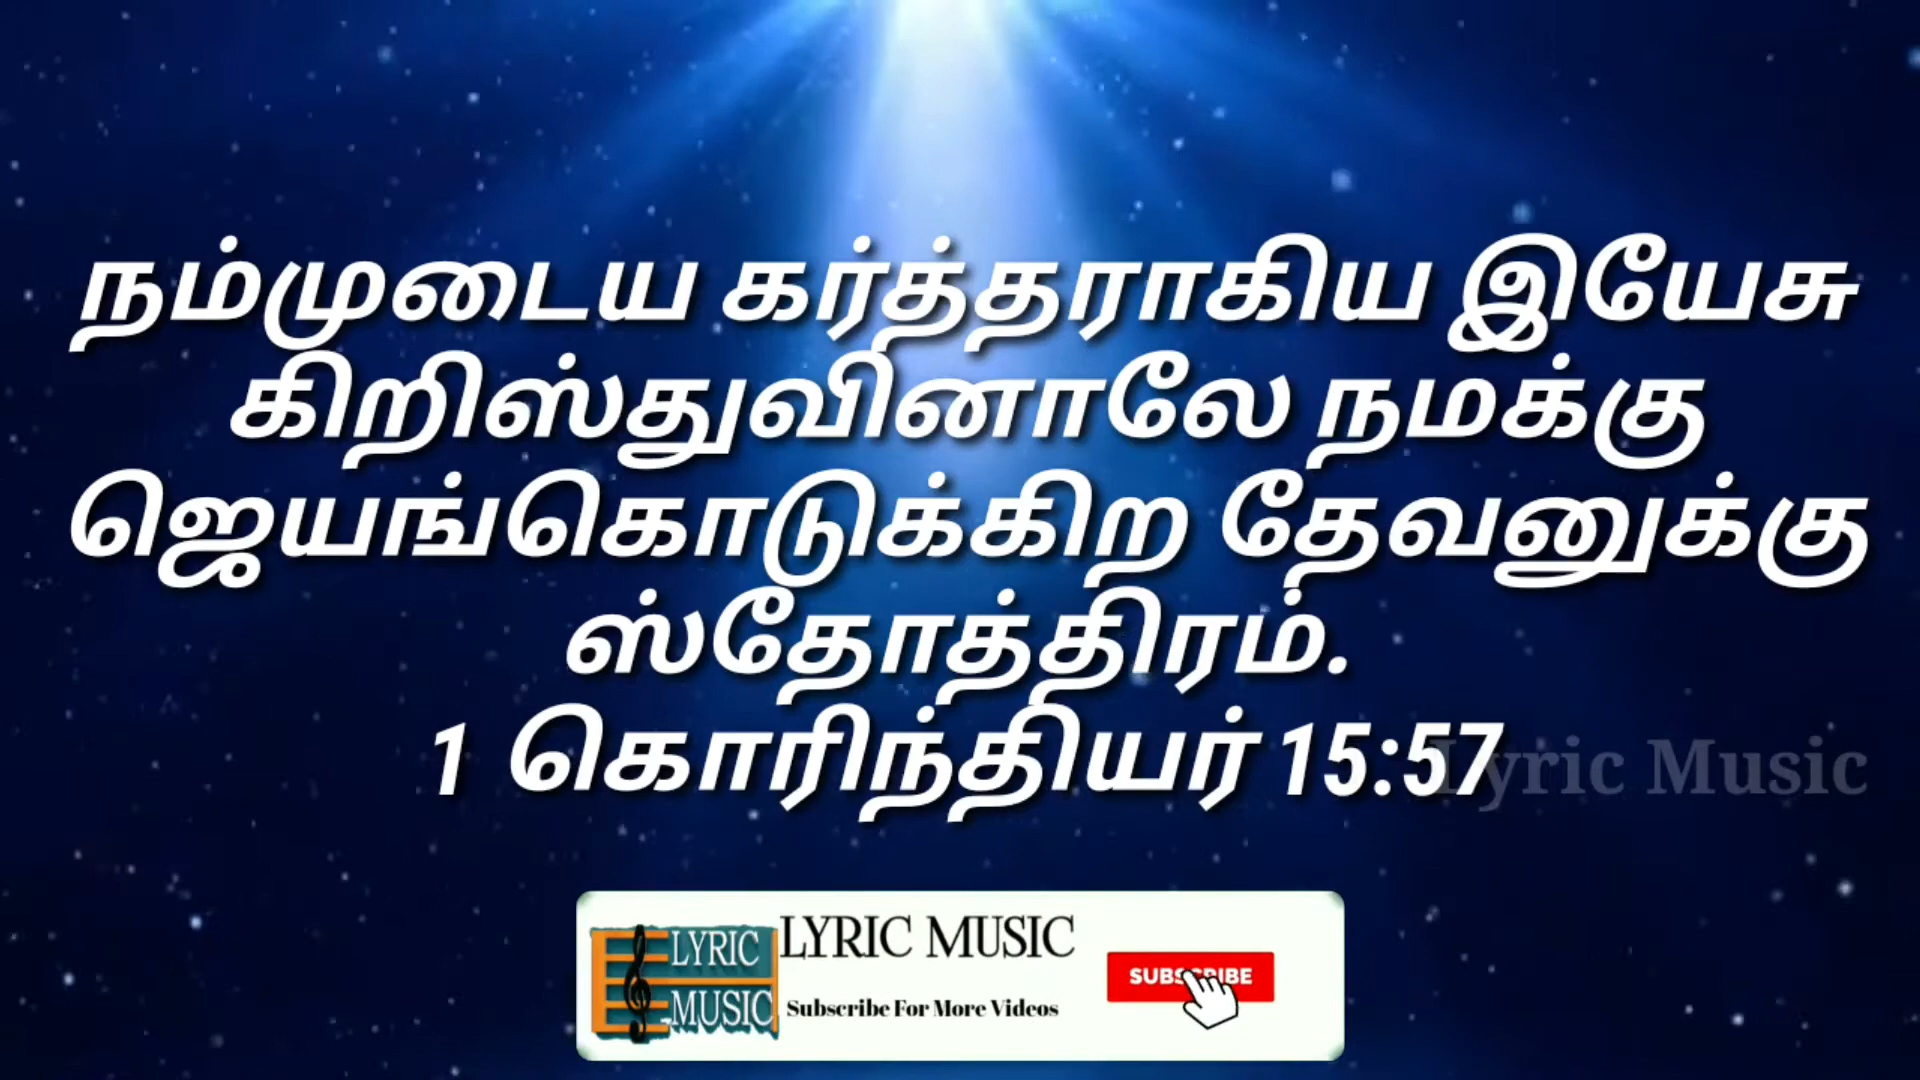 நம்முடைய கர்த்தராகிய இயேசு
கிறிஸ்துவினாலே நமக்கு
ஜெயங்கொடுக்கிற தேவனுக்கு
ஸ்தோத்திரம்.
1 கொரிந்தியர் 15:57
Lyric Music
LYRIC
MUSIC
LYRIC MUSIC
Subscribe For More Videos
SUBSCRIBE